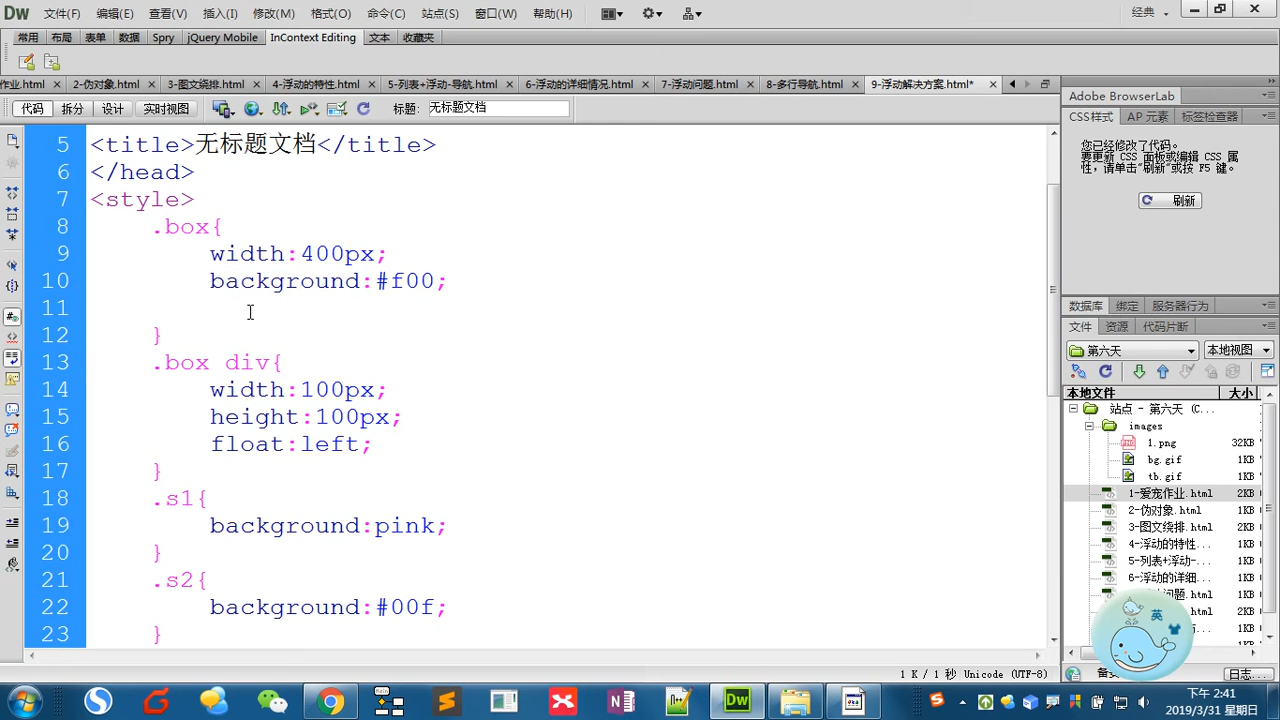 Dw 文件(F) 编辑(E) 查看(V) 插入(I) 修改(M) 格式(O) 命令(C) 站点(S) 窗口(W) 帮助(H) 经典
常用 布局 表单 数据 Spry jQuery Mobile InContext Editing 文本 收藏夹
作业.html 2-伪对象.html 3-图文绕排.html 4-浮动的特性.html 5-列表+浮动-导航.html 6-浮动的详细情况.html 7-浮动问题.html 8-多行导航.html 9-浮动解决方案.html*
代码 拆分 设计 实时视图 标题: 无标题文档
5 <title>无标题文档</title>
6 </head>
7 <style>
8 .box{
9 width:400px;
10 background:#f00;
11
12 }
13 .box div{
14 width:100px;
15 height:100px;
16 float:left;
17 }
18 .s1{
19 background:pink;
20 }
21 .s2{
22 background:#00f;
23 }
1 K / 1 秒 Unicode (UTF-8)
Adobe BrowserLab
CSS样式 AP 元素 标签检查器
您已经修改了代码。
要更新 CSS 面板或编辑 CSS 属
性，请单击“刷新”或按 F5 键。
刷新
数据库 绑定 服务器行为
文件 资源 代码片断
第六天 本地视图
本地文件 大小
站点 - 第六天 (C...
images
1.png 32KB
bg.gif 1KB
tb.gif 1KB
1-爱宠作业.html 2KB
2-伪对象.html 1KB
3-图文绕排.html 1KB
4-浮动的特性... 1KB
5-列表+浮动-... 1KB
6-浮动的详细... 1KB
问题.html 1KB
英
日志...
Dw
下午 2:41
2019/3/31 星期日